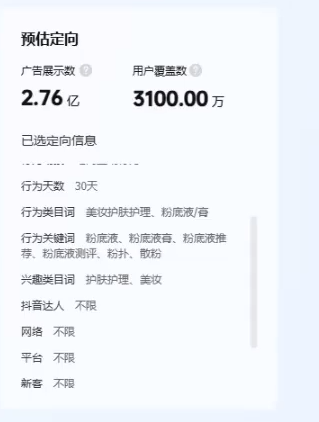 预估定向
广告展示数 ? 用户覆盖数 ?
2.76 亿 3100.00 万
已选定向信息
行为天数 30天
行为类目词 美妆护肤护理、粉底液/膏
行为关键词 粉底液、粉底液膏、粉底液推
荐、粉底液测评、粉扑、散粉
兴趣类目词 护肤护理、美妆
抖音达人 不限
网络 不限
平台 不限
新客 不限